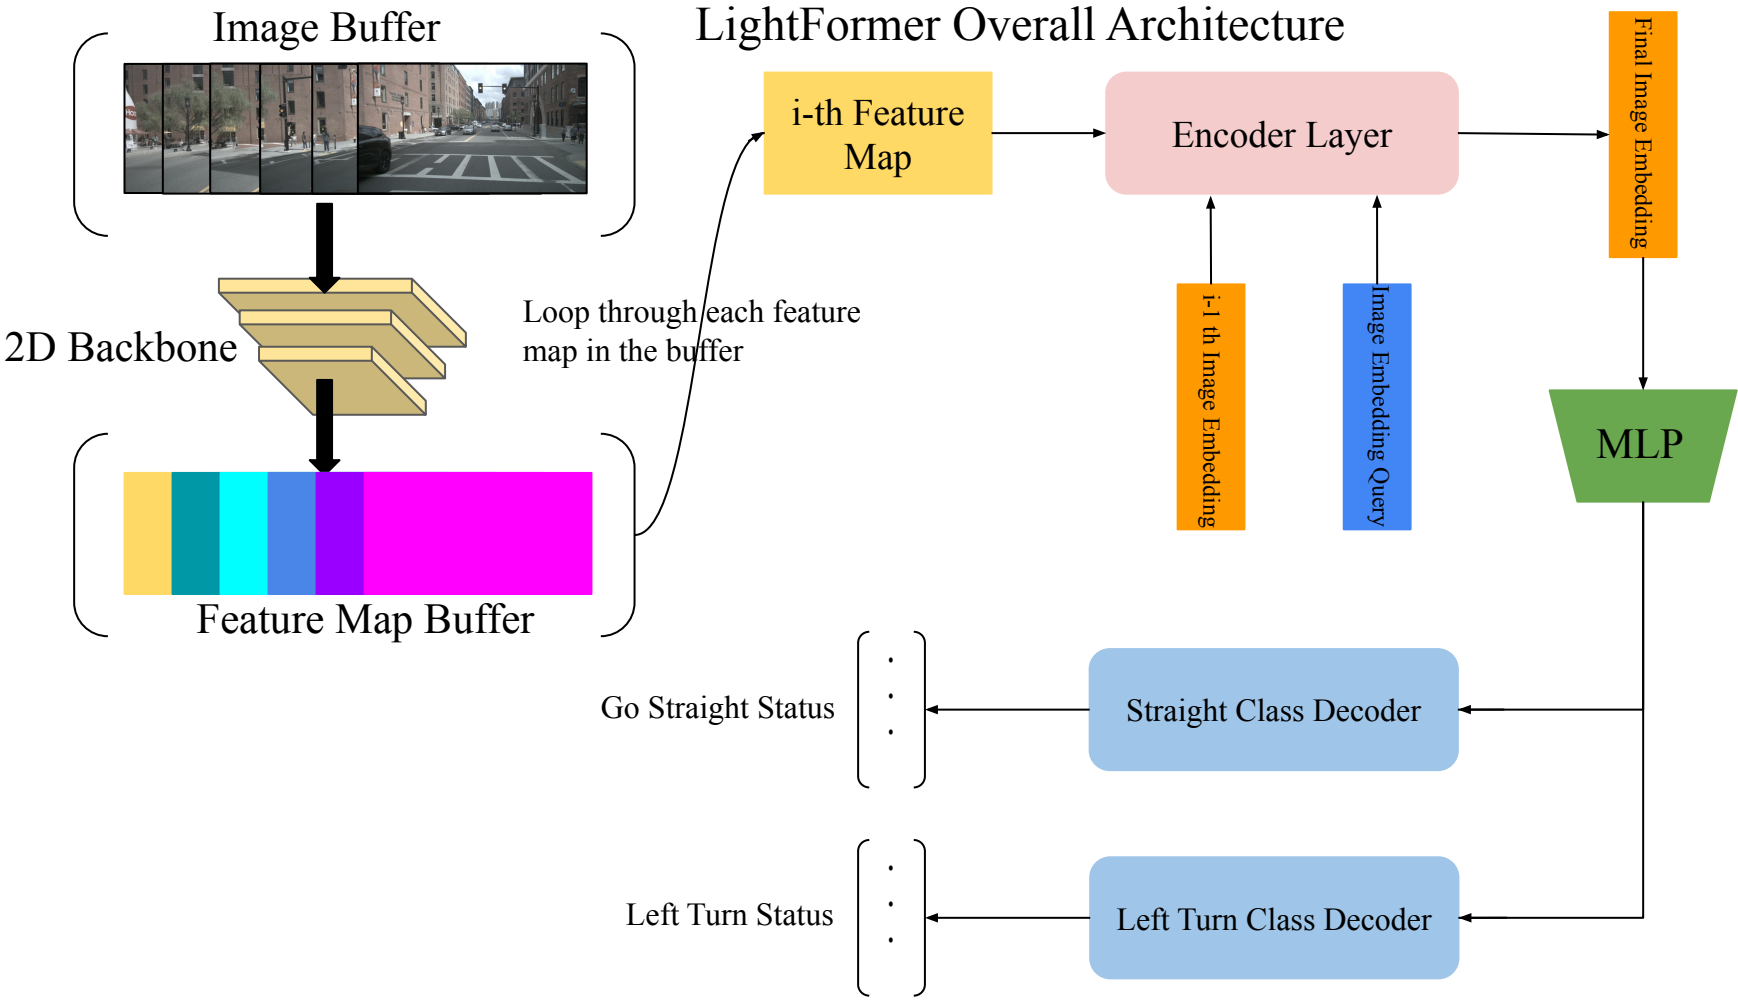 Image Buffer
LightFormer Overall Architecture
i-th Feature
Map
Encoder Layer
Final Image Embedding
2D Backbone
Loop through each feature
map in the buffer
i-1 th Image Embedding
Image Embedding Query
MLP
Feature Map Buffer
Go Straight Status
Straight Class Decoder
Left Turn Status
Left Turn Class Decoder